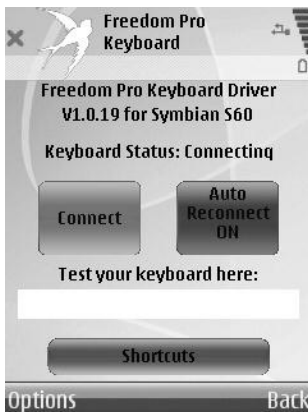 Freedom Pro
Keyboard
Freedom Pro Keyboard Driver
V1.0.19 for Symbian S60
Keyboard Status: Connecting
Connect
Auto
Reconnect
ON
Test your keyboard here:
Shortcuts
Options
Back